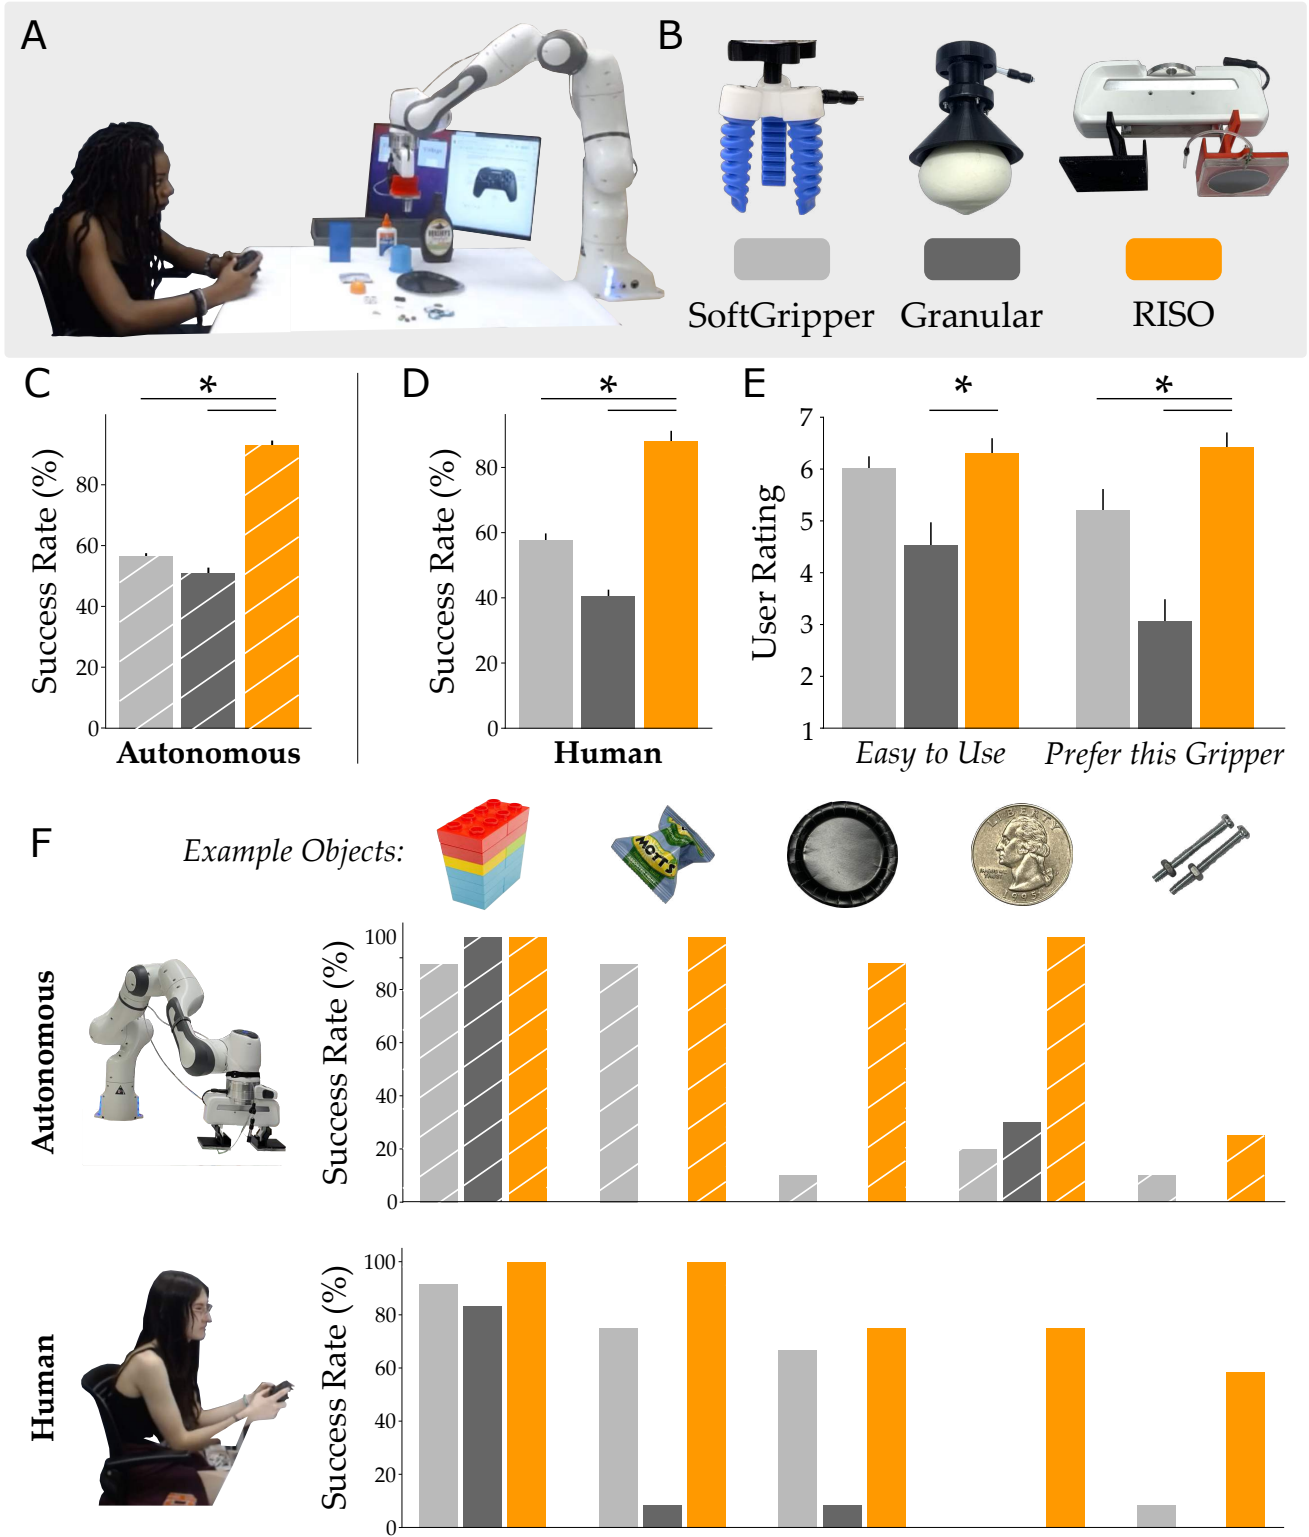 A
B
SoftGripper
Granular
RISO
C
*
Success Rate (%)
80
60
40
20
0
Autonomous
D
*
Success Rate (%)
80
60
40
20
0
Human
E
*
*
User Rating
7
6
5
4
3
2
1
Easy to Use
Prefer this Gripper
F
Example Objects:
MOTT'S
LIBERTY
1995
Autonomous
Success Rate (%)
100
80
60
40
20
0
Human
Success Rate (%)
100
80
60
40
20
0